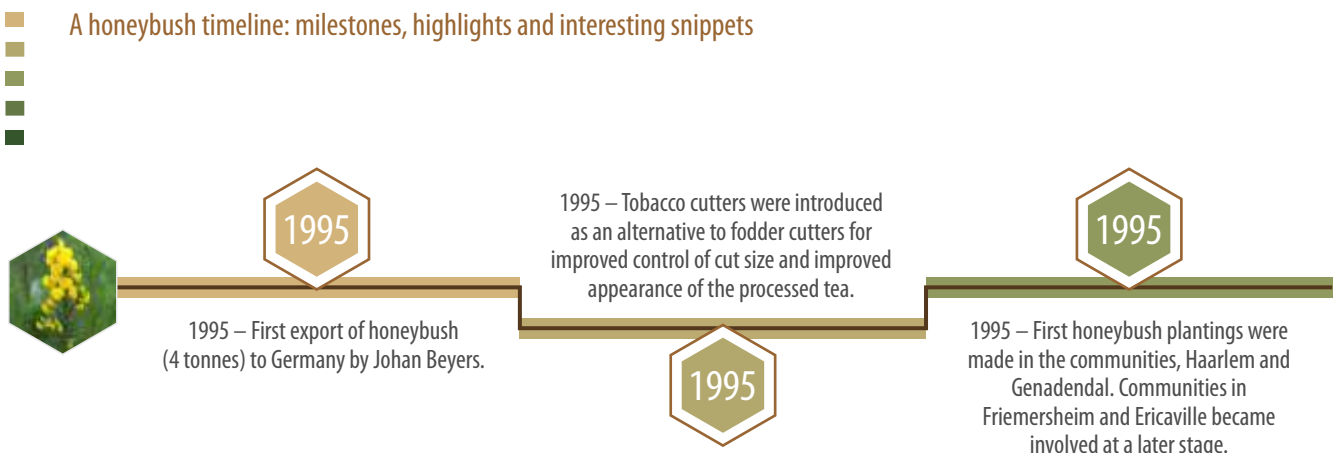 A honeybush timeline: milestones, highlights and interesting snippets
1995
1995 – First export of honeybush
(4 tonnes) to Germany by Johan Beyers.
1995 – Tobacco cutters were introduced
as an alternative to fodder cutters for
improved control of cut size and improved
appearance of the processed tea.
1995
1995
1995 – First honeybush plantings were
made in the communities, Haarlem and
Genadendal. Communities in
Friemersheim and Ericaville became
involved at a later stage.